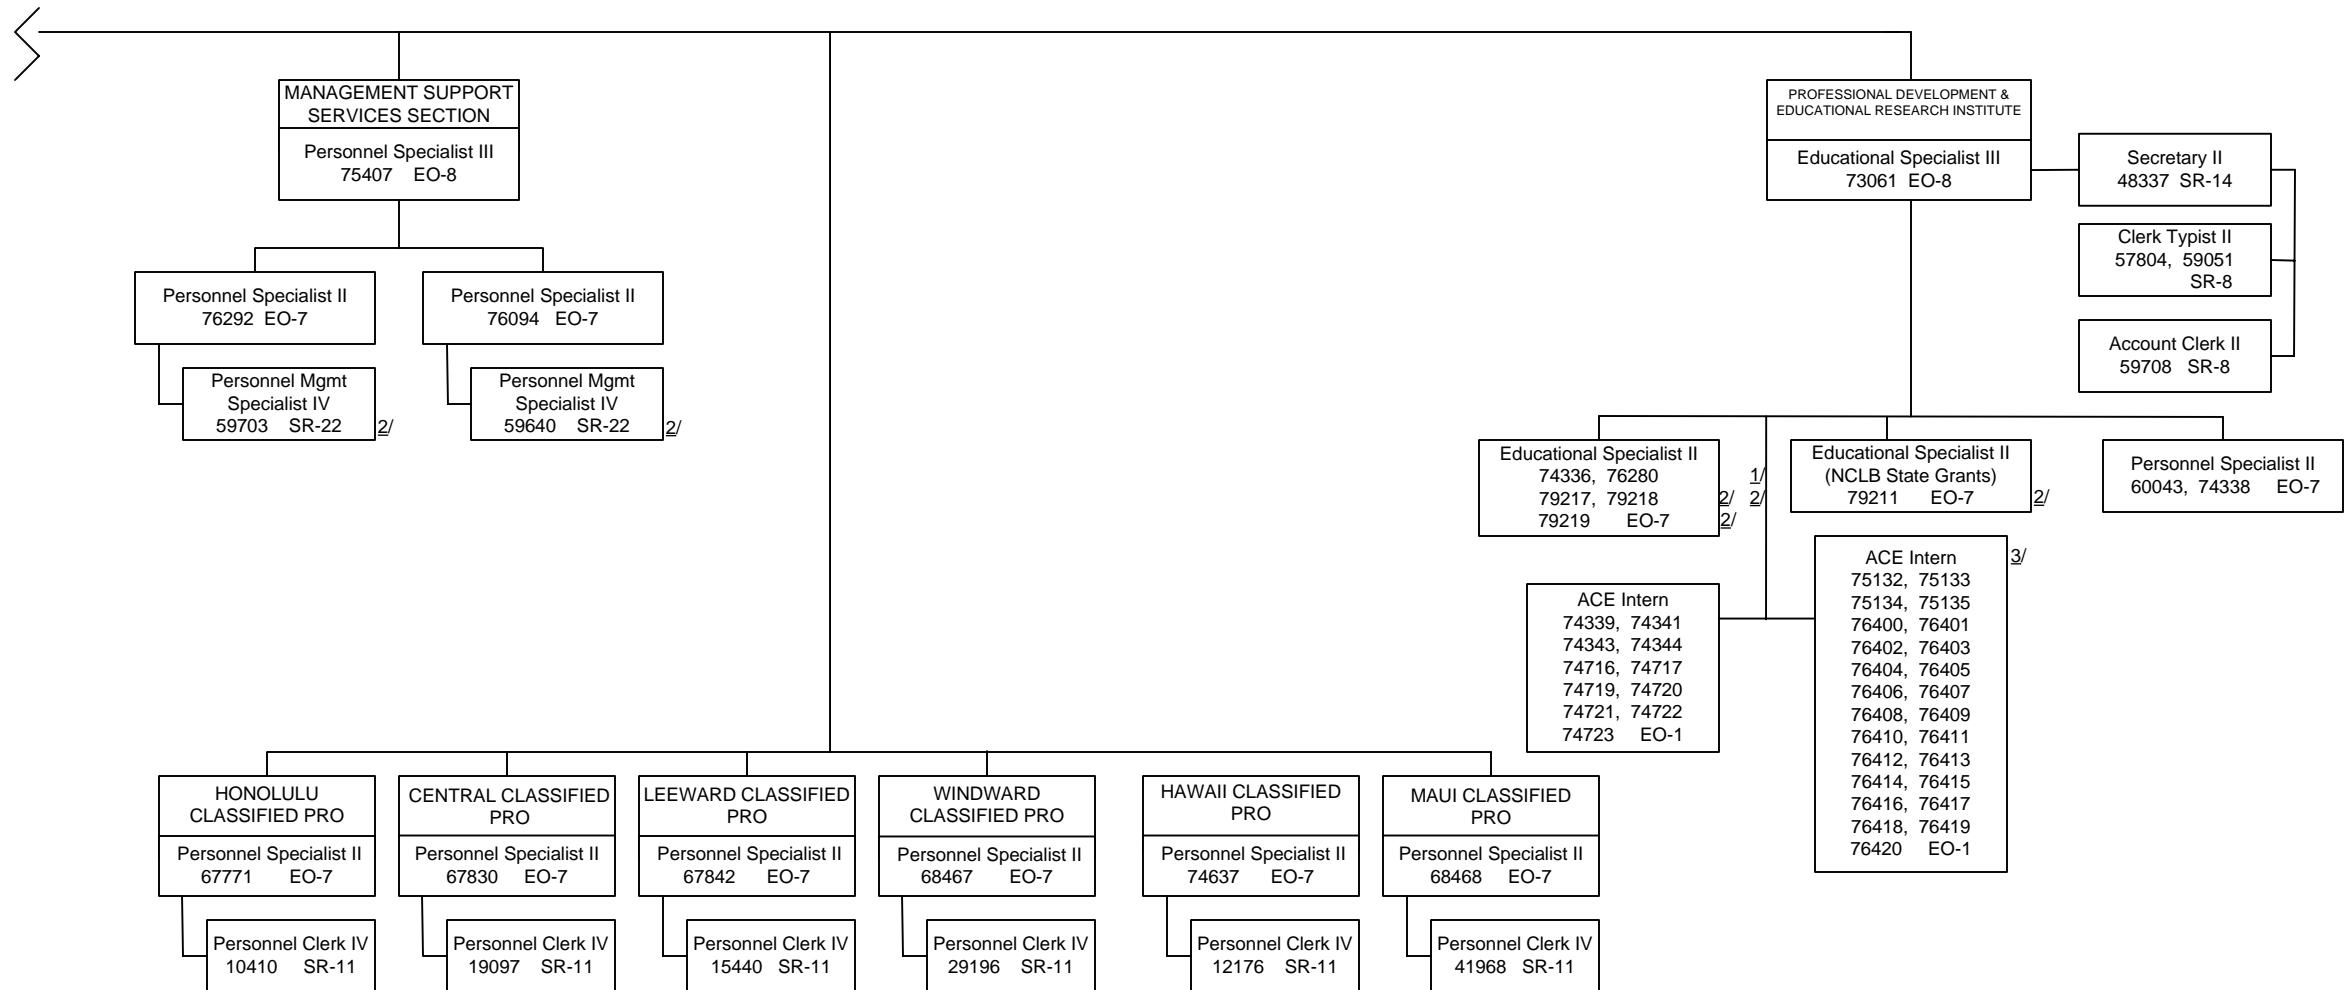 MANAGEMENT SUPPORT
SERVICES SECTION
Personnel Specialist III
75407 EO-8
Personnel Specialist II
76292 EO-7
Personnel Mgmt
Specialist IV
59703 SR-22 2/
Personnel Specialist II
76094 EO-7
Personnel Mgmt
Specialist IV
59640 SR-22 2/
PROFESSIONAL DEVELOPMENT &
EDUCATIONAL RESEARCH INSTITUTE
Educational Specialist III
73061 EO-8
Secretary II
48337 SR-14
Clerk Typist II
57804, 59051
SR-8
Account Clerk II
59708 SR-8
Educational Specialist II
74336, 76280 1/
79217, 79218 2/ 2/
79219 EO-7 2/
Educational Specialist II
(NCLB State Grants)
79211 EO-7 2/
Personnel Specialist II
60043, 74338 EO-7
ACE Intern
74339, 74341
74343, 74344
74716, 74717
74719, 74720
74721, 74722
74723 EO-1
ACE Intern 3/
75132, 75133
75134, 75135
76400, 76401
76402, 76403
76404, 76405
76406, 76407
76408, 76409
76410, 76411
76412, 76413
76414, 76415
76416, 76417
76418, 76419
76420 EO-1
HONOLULU
CLASSIFIED PRO
Personnel Specialist II
67771 EO-7
Personnel Clerk IV
10410 SR-11
CENTRAL CLASSIFIED
PRO
Personnel Specialist II
67830 EO-7
Personnel Clerk IV
19097 SR-11
LEEWARD CLASSIFIED
PRO
Personnel Specialist II
67842 EO-7
Personnel Clerk IV
15440 SR-11
WINDWARD
CLASSIFIED PRO
Personnel Specialist II
68467 EO-7
Personnel Clerk IV
29196 SR-11
HAWAII CLASSIFIED
PRO
Personnel Specialist II
74637 EO-7
Personnel Clerk IV
12176 SR-11
MAUI CLASSIFIED
PRO
Personnel Specialist II
68468 EO-7
Personnel Clerk IV
41968 SR-11